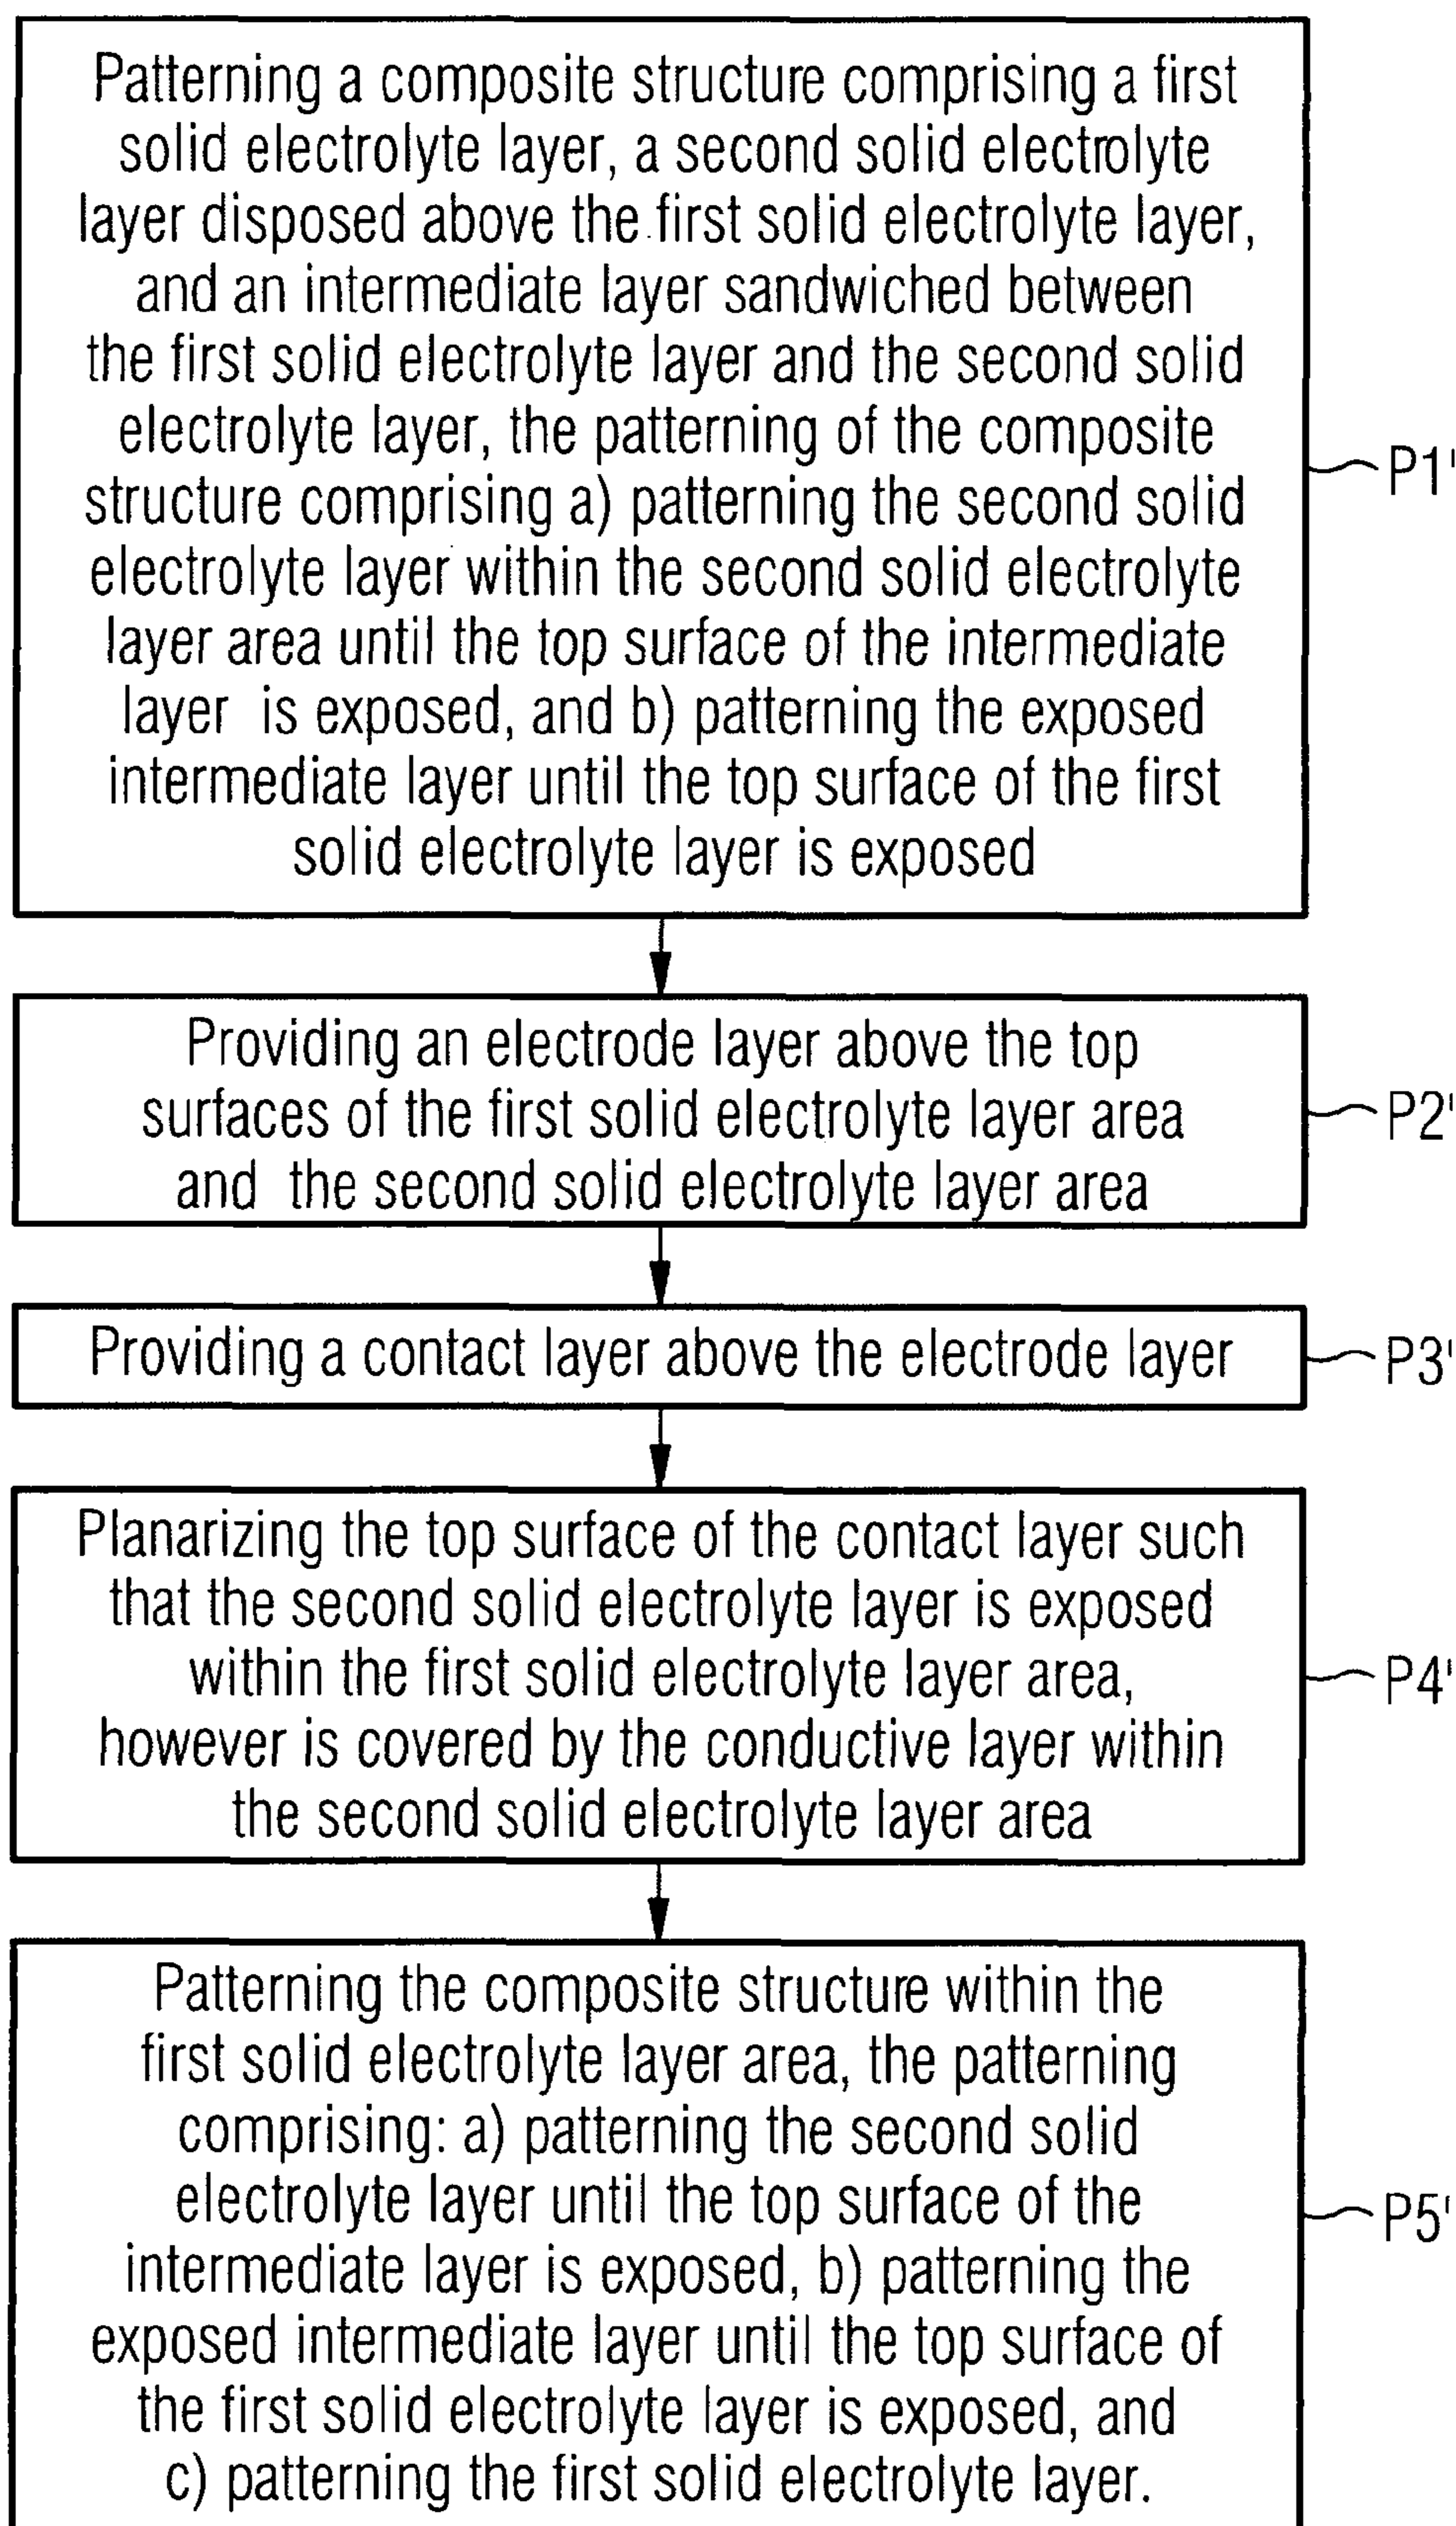 Patterning a composite structure comprising a first
solid electrolyte layer, a second solid electrolyte
layer disposed above the first solid electrolyte layer,
and an intermediate layer sandwiched between
the first solid electrolyte layer and the second solid
electrolyte layer, the patterning of the composite
structure comprising a) patterning the second solid
electrolyte layer within the second solid electrolyte
layer area until the top surface of the intermediate
layer is exposed, and b) patterning the exposed
intermediate layer until the top surface of the first
solid electrolyte layer is exposed
P1'
Providing an electrode layer above the top
surfaces of the first solid electrolyte layer area
and the second solid electrolyte layer area
P2'
Providing a contact layer above the electrode layer
P3'
Planarizing the top surface of the contact layer such
that the second solid electrolyte layer is exposed
within the first solid electrolyte layer area,
however is covered by the conductive layer within
the second solid electrolyte layer area
P4'
Patterning the composite structure within the
first solid electrolyte layer area, the patterning
comprising: a) patterning the second solid
electrolyte layer until the top surface of the
intermediate layer is exposed, b) patterning the
exposed intermediate layer until the top surface of
the first solid electrolyte layer is exposed, and
c) patterning the first solid electrolyte layer.
P5'